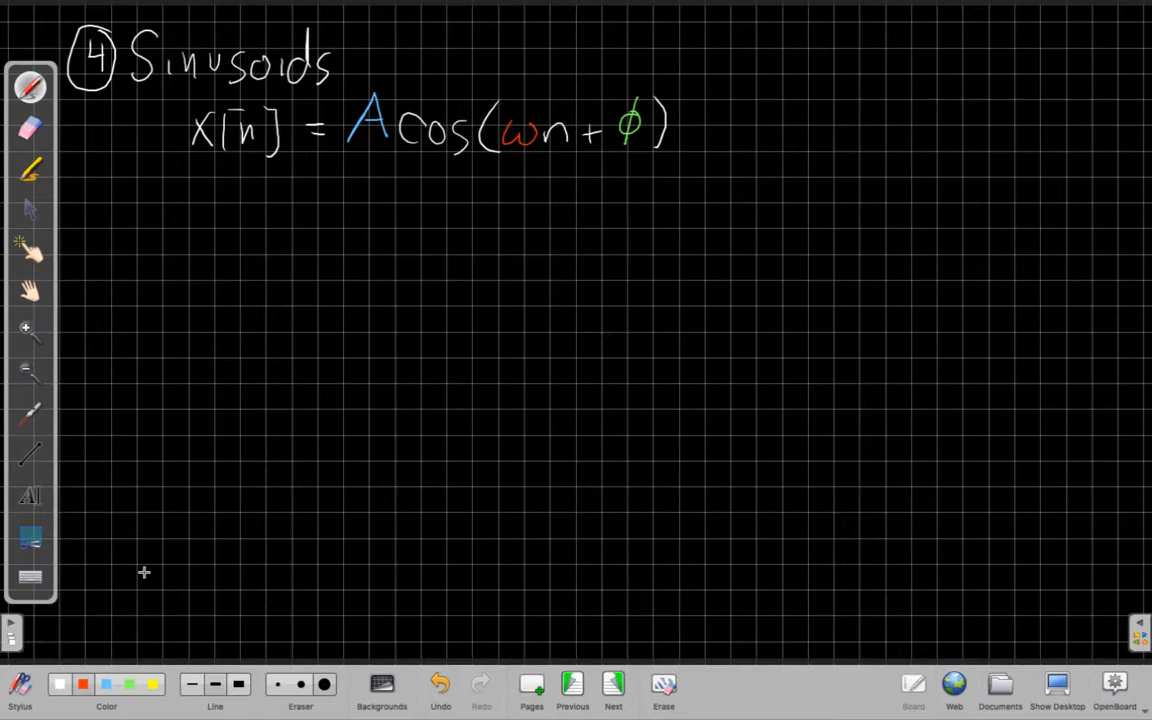 4 Sinusoids
x[n] = A cos(ωn + φ)
Stylus Color Line Eraser Backgrounds Undo Redo Pages Previous Next Erase Board Web Documents Show Desktop OpenBoard